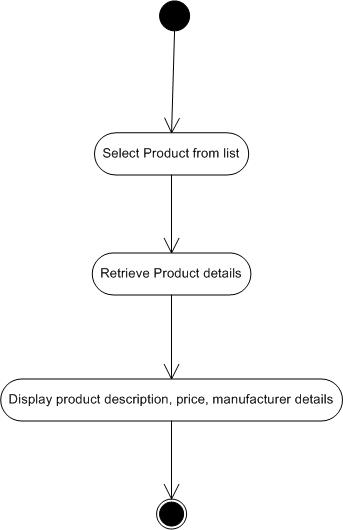 Select Product from list
Retrieve Product details
Display product description, price, manufacturer details